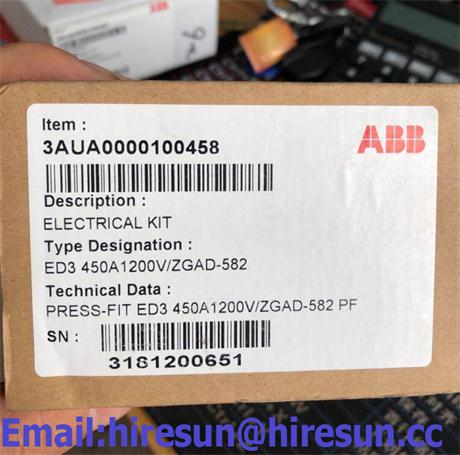 Item :
ABB
3AUA0000100458
Description :
ELECTRICAL KIT
Type Designation :
ED3 450A1200V/ZGAD-582
Technical Data :
PRESS-FIT ED3 450A1200V/ZGAD-582 PF
SN :
3181200651
Email:hiresun@hiresun.cc